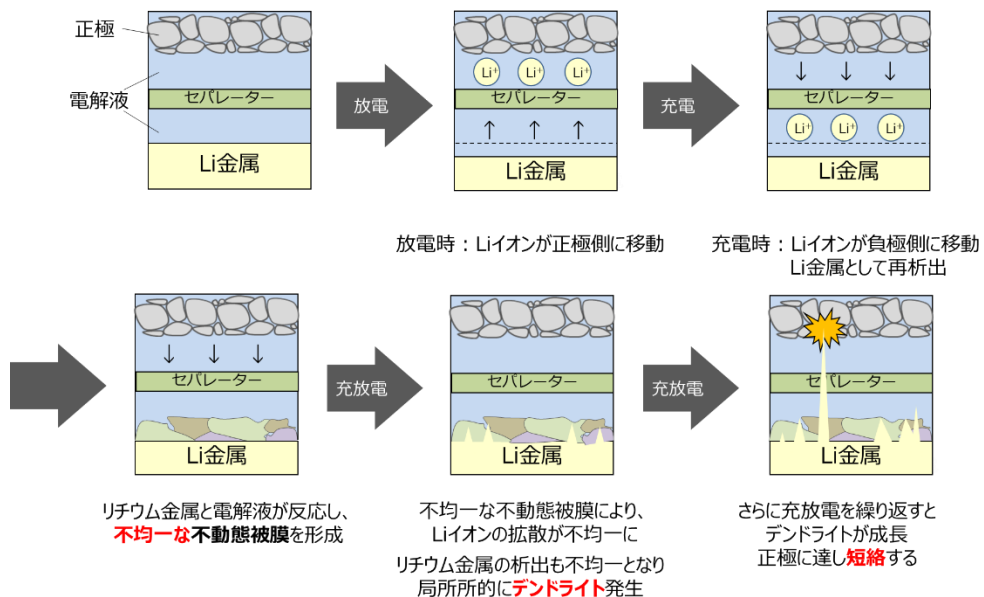 正極
電解液
セパレーター
Li金属
放電
Li⁺ Li⁺ Li⁺
セパレーター
Li金属
充電
セパレーター
Li⁺ Li⁺ Li⁺
Li金属
放電時：Liイオンが正極側に移動
充電時：Liイオンが負極側に移動
Li金属として再析出
セパレーター
Li金属
充放電
セパレーター
Li金属
充放電
セパレーター
Li金属
リチウム金属と電解液が反応し、
不均一な不動態被膜を形成
不均一な不動態被膜により、
Liイオンの拡散が不均一に
リチウム金属の析出も不均一となり
局所所的にデンドライト発生
さらに充放電を繰り返すと
デンドライトが成長
正極に達し短絡する